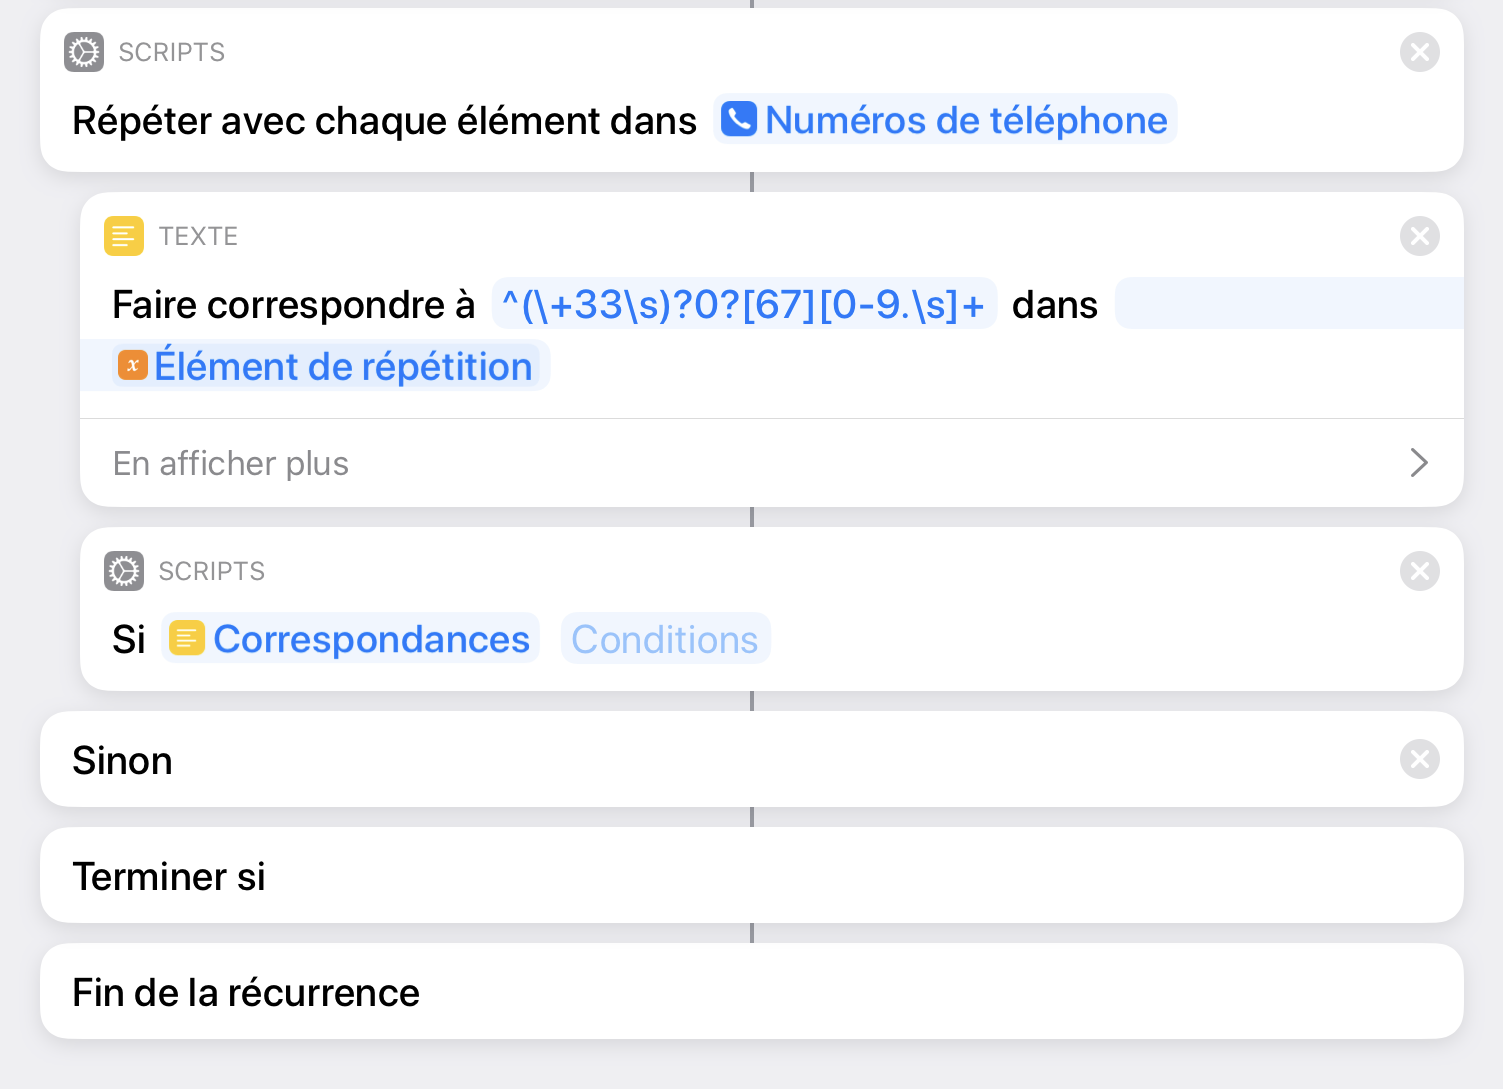 SCRIPTS
Répéter avec chaque élément dans Numéros de téléphone
TEXTE
Faire correspondre à ^(\+33\s)?0?[67][0-9.\s]+ dans
Élément de répétition
En afficher plus
SCRIPTS
Si Correspondances Conditions
Sinon
Terminer si
Fin de la récurrence